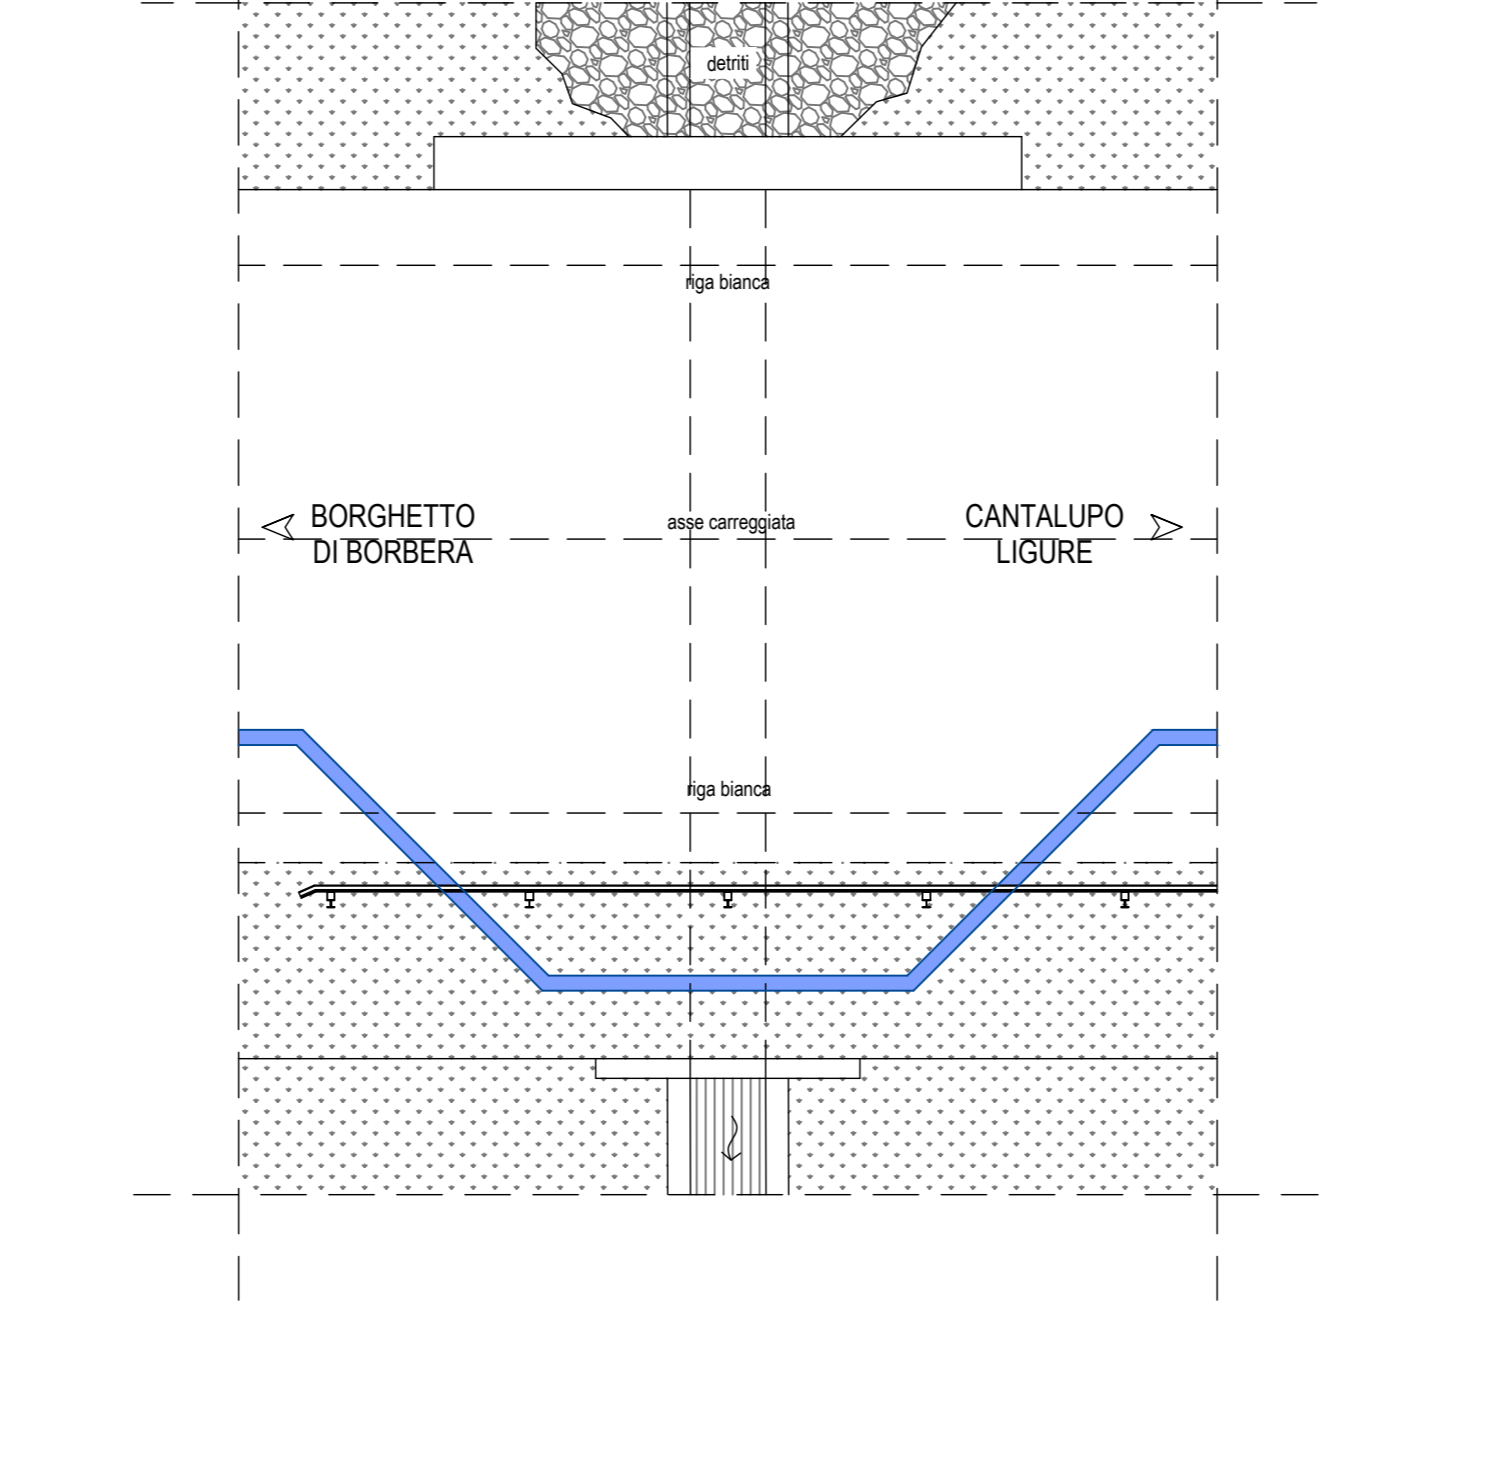 detriti
riga bianca
asse carreggiata
BORGHETTO
DI BORBERA
CANTALUPO
LIGURE
riga bianca